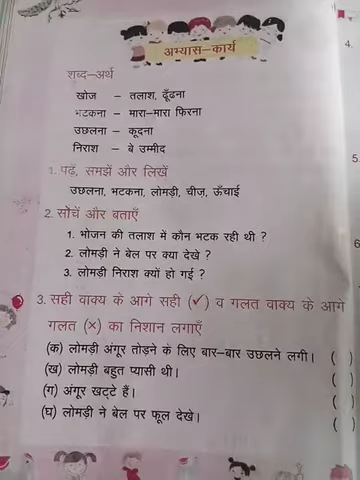 अभ्यास–कार्य
शब्द–अर्थ
खोज – तलाश, ढूँढना
भटकना – मारा-मारा फिरना
उछलना – कूदना
निराश – बे उम्मीद
1. पढ़ें, समझें और लिखें
उछलना, भटकना, लोमड़ी, चीज़, ऊँचाई
2. सोचें और बताएँ
1. भोजन की तलाश में कौन भटक रही थी ?
2. लोमड़ी ने बेल पर क्या देखे ?
3. लोमड़ी निराश क्यों हो गई ?
3. सही वाक्य के आगे सही (✓) व गलत वाक्य के आगे
गलत (×) का निशान लगाएँ
(क) लोमड़ी अंगूर तोड़ने के लिए बार-बार उछलने लगी। ( )
(ख) लोमड़ी बहुत प्यासी थी। ( )
(ग) अंगूर खट्टे हैं। ( )
(घ) लोमड़ी ने बेल पर फूल देखे। ( )
4.
5.
6